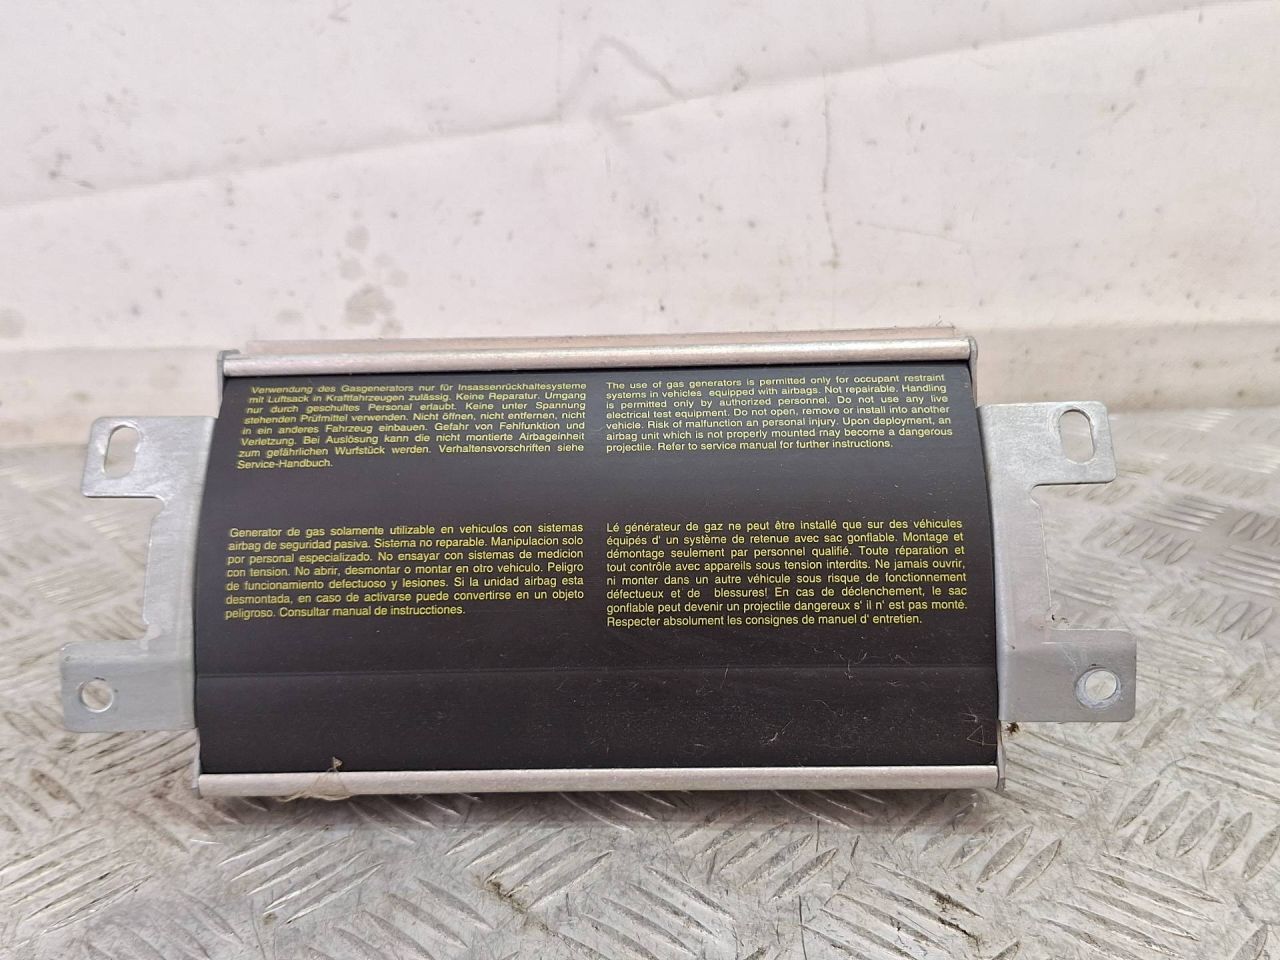 Verwendung des Gasgenerators nur für Insassenrückhaltesysteme
mit Luftsack in Kraftfahrzeugen zulässig. Keine Reparatur. Umgang
nur durch geschultes Personal erlaubt. Keine unter Spannung
stehenden Prüfmittel verwenden. Nicht öffnen, nicht entfernen, nicht
in ein anderes Fahrzeug einbauen. Gefahr von Fehlfunktion und
Verletzung. Bei Auslösung kann die nicht montierte Airbageinheit
zum gefährlichen Wurfstück werden. Verhaltensvorschriften siehe
Service-Handbuch.
The use of gas generators is permitted only for occupant restraint
systems in vehicles equipped with airbags. Not repairable. Handling
is permitted only by authorized personnel. Do not use any live
electrical test equipment. Do not open, remove or install into another
vehicle. Risk of malfunction an personal injury. Upon deployment, an
airbag unit which is not properly mounted may become a dangerous
projectile. Refer to service manual for further instructions.
Generator de gas solamente utilizable en vehiculos con sistemas
airbag de seguridad pasiva. Sistema no reparable. Manipulacion solo
por personal especializado. No ensayar con sistemas de medicion
con tension. No abrir, desmontar o montar en otro vehiculo. Peligro
de funcionamiento defectuoso y lesiones. Si la unidad airbag esta
desmontada, en caso de activarse puede convertirse en un objeto
peligroso. Consultar manual de instrucctiones.
Lé générateur de gaz ne peut être installé que sur des véhicules
équipés d' un système de retenue avec sac gonflable. Montage et
démontage seulement par personnel qualifié. Toute réparation et
tout contrôle avec appareils sous tension interdits. Ne jamais ouvrir,
ni monter dans un autre véhicule sous risque de fonctionnement
défectueux et de blessures! En cas de déclenchement, le sac
gonflable peut devenir un projectile dangereux s' il n' est pas monté.
Respecter absolument les consignes de manuel d' entretien.